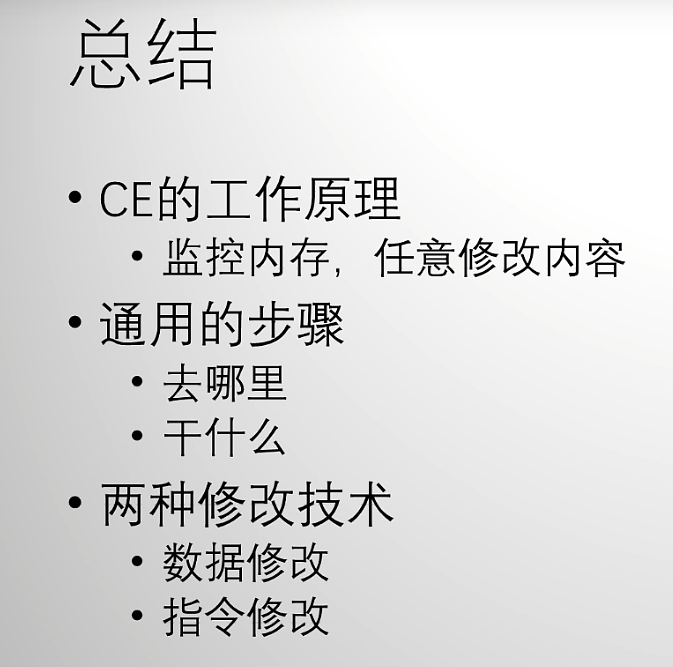 总结
• CE的工作原理
• 监控内存，任意修改内容
• 通用的步骤
• 去哪里
• 干什么
• 两种修改技术
• 数据修改
• 指令修改